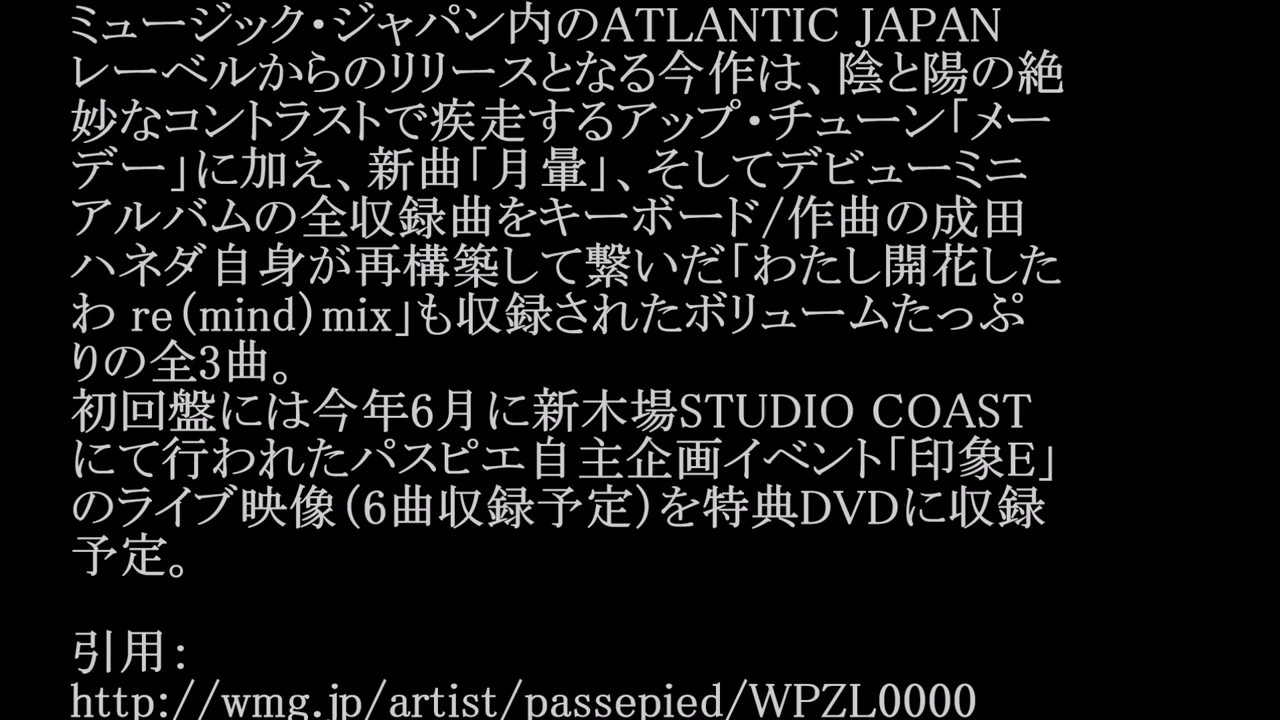 ミュージック・ジャパン内のATLANTIC JAPAN
レーベルからのリリースとなる今作は、陰と陽の絶
妙なコントラストで疾走するアップ・チューン「メー
デー」に加え、新曲「月暈」、そしてデビューミニ
アルバムの全収録曲をキーボード/作曲の成田
ハネダ自身が再構築して繋いだ「わたし開花した
わ re(mind)mix」も収録されたボリュームたっぷ
りの全3曲。
初回盤には今年6月に新木場STUDIO COAST
にて行われたパスピエ自主企画イベント「印象E」
のライブ映像(6曲収録予定)を特典DVDに収録
予定。
引用:
http://wmg.jp/artist/passepied/WPZL0000